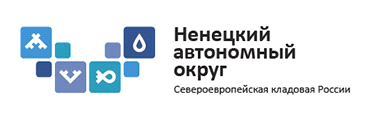 Ненецкий
автономный
округ
Североевропейская кладовая России